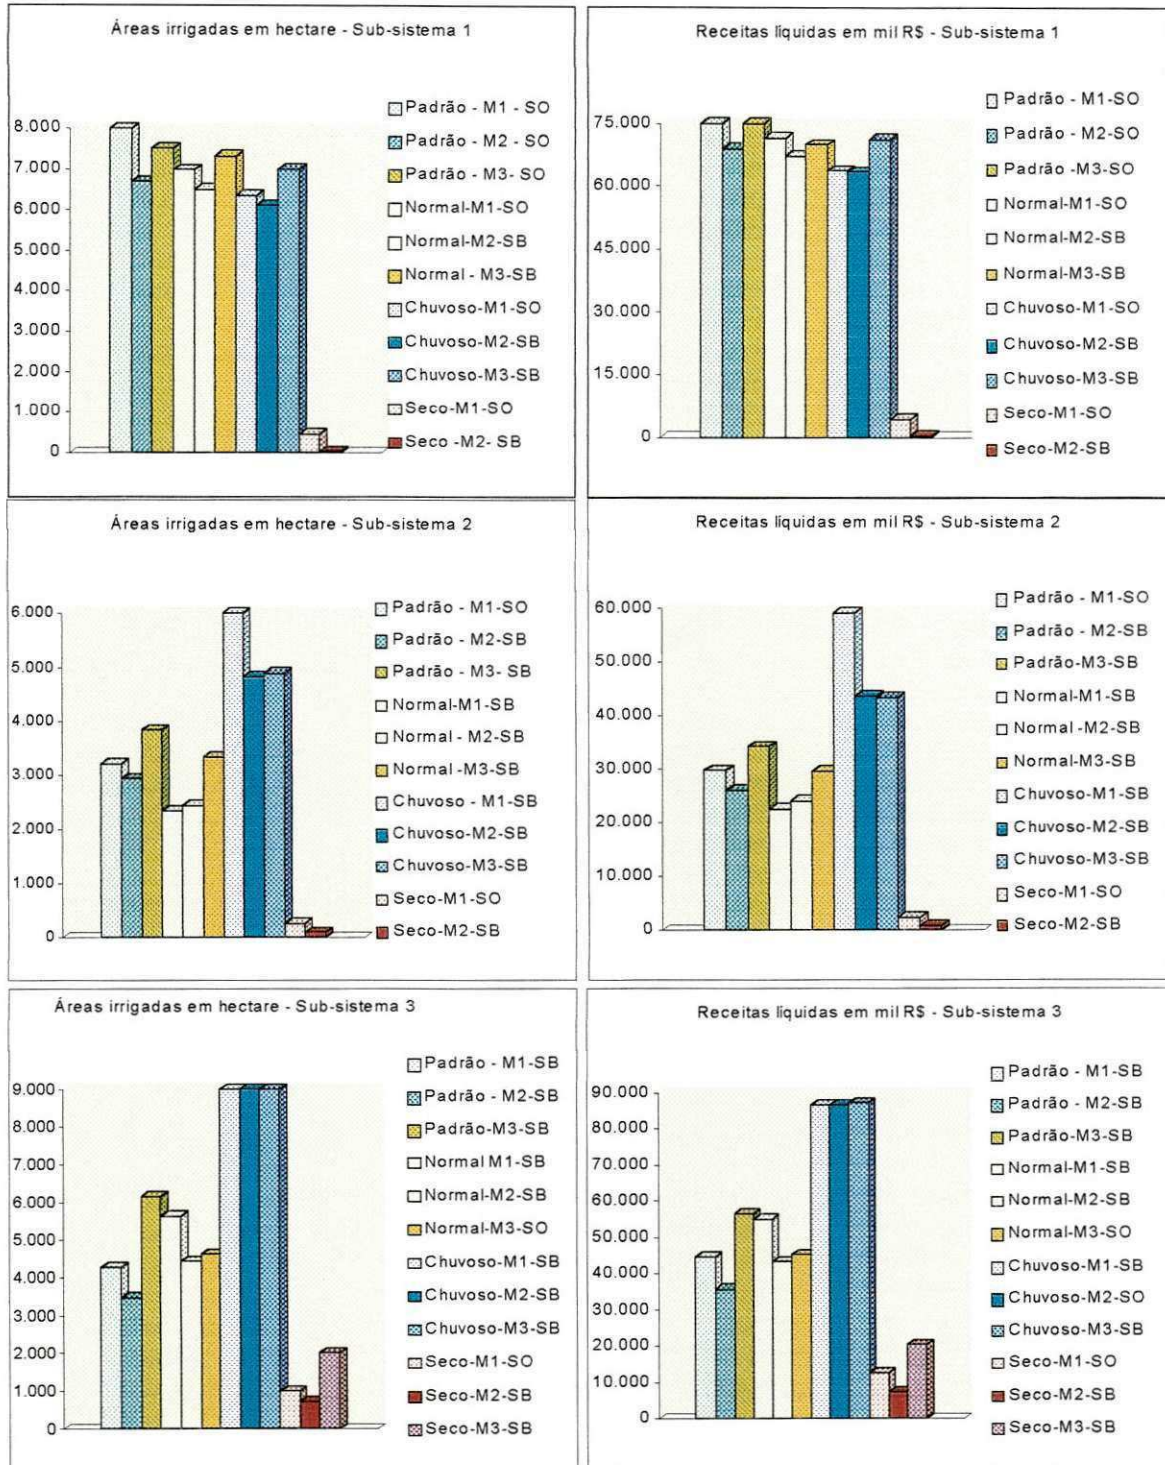 Áreas irrigadas em hectare - Sub-sistema 1
8.000
7.000
6.000
5.000
4.000
3.000
2.000
1.000
0
Padrão - M1 - SO
Padrão - M2 - SO
Padrão - M3- SO
Normal-M1-SO
Normal-M2-SB
Normal - M3-SB
Chuvoso-M1-SO
Chuvoso-M2-SB
Chuvoso-M3-SB
Seco-M1-SO
Seco -M2- SB
Receitas líquidas em mil R$ - Sub-sistema 1
75.000
60.000
45.000
30.000
15.000
0
Padrão - M1-SO
Padrão - M2-SO
Padrão -M3-SO
Normal-M1-SO
Normal-M2-SB
Normal-M3-SB
Chuvoso-M1-SO
Chuvoso-M2-SB
Chuvoso-M3-SB
Seco-M1-SO
Seco-M2-SB
Áreas irrigadas em hectare - Sub-sistema 2
6.000
5.000
4.000
3.000
2.000
1.000
0
Padrão - M1-SO
Padrão - M2-SB
Padrão - M3- SB
Normal-M1-SB
Normal - M2-SB
Normal -M3-SB
Chuvoso - M1-SB
Chuvoso-M2-SB
Chuvoso-M3-SB
Seco-M1-SO
Seco-M2-SB
Receitas líquidas em mil R$ - Sub-sistema 2
60.000
50.000
40.000
30.000
20.000
10.000
0
Padrão - M1-SO
Padrão - M2-SB
Padrão-M3-SB
Normal-M1-SB
Normal - M2-SB
Normal-M3-SB
Chuvoso-M1-SB
Chuvoso-M2-SB
Chuvoso-M3-SB
Seco-M1-SO
Seco-M2-SB
Áreas irrigadas em hectare - Sub-sistema 3
9.000
8.000
7.000
6.000
5.000
4.000
3.000
2.000
1.000
0
Padrão - M1-SB
Padrão - M2-SB
Padrão-M3-SB
Normal M1-SB
Normal-M2-SB
Normal-M3-SO
Chuvoso-M1-SB
Chuvoso-M2-SB
Chuvoso-M3-SB
Seco-M1-SO
Seco-M2-SB
Seco-M3-SB
Receitas líquidas em mil R$ - Sub-sistema 3
90.000
80.000
70.000
60.000
50.000
40.000
30.000
20.000
10.000
0
Padrão - M1-SB
Padrão - M2-SB
Padrão-M3-SB
Normal-M1-SB
Normal-M2-SB
Normal-M3-SO
Chuvoso-M1-SB
Chuvoso-M2-SO
Chuvoso-M3-SB
Seco-M1-SO
Seco-M2-SB
Seco-M3-SB